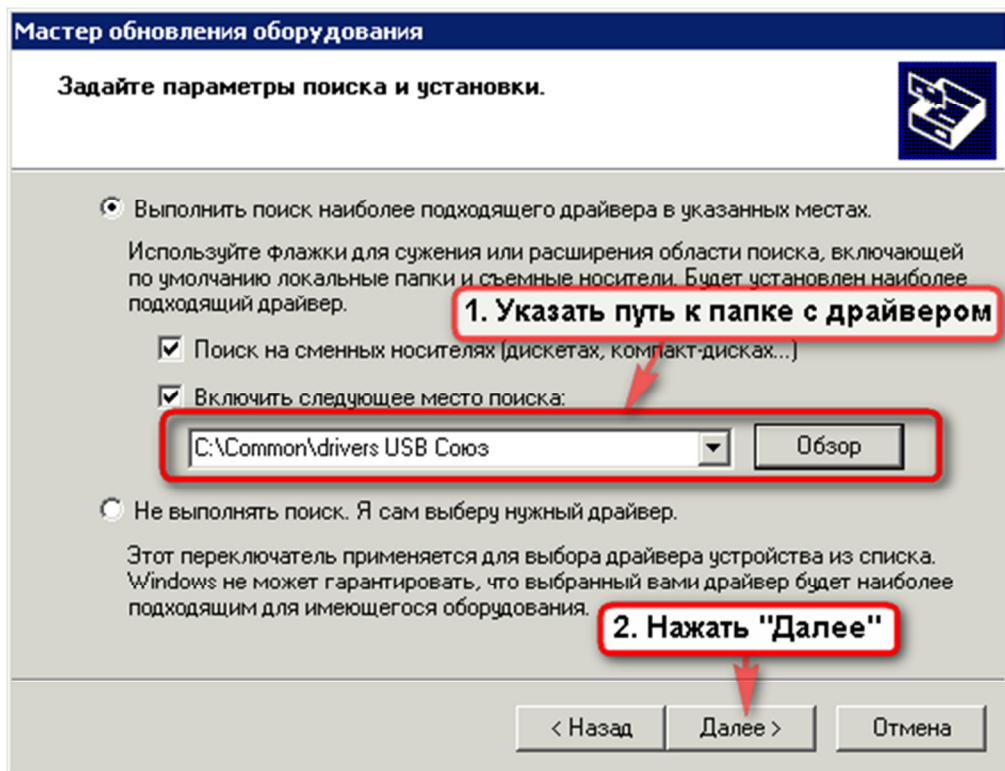 Мастер обновления оборудования
Задайте параметры поиска и установки.
Выполнить поиск наиболее подходящего драйвера в указанных местах.
Используйте флажки для сужения или расширения области поиска, включающей
по умолчанию локальные папки и съемные носители. Будет установлен наиболее
подходящий драйвер.
1. Указать путь к папке с драйвером
Поиск на сменных носителях (дискетах, компакт-дисках...)
Включить следующее место поиска:
C:\Common\drivers USB Союз
Обзор
Не выполнять поиск. Я сам выберу нужный драйвер.
Этот переключатель применяется для выбора драйвера устройства из списка.
Windows не может гарантировать, что выбранный вами драйвер будет наиболее
подходящим для имеющегося оборудования.
2. Нажать "Далее"
< Назад
Далее >
Отмена